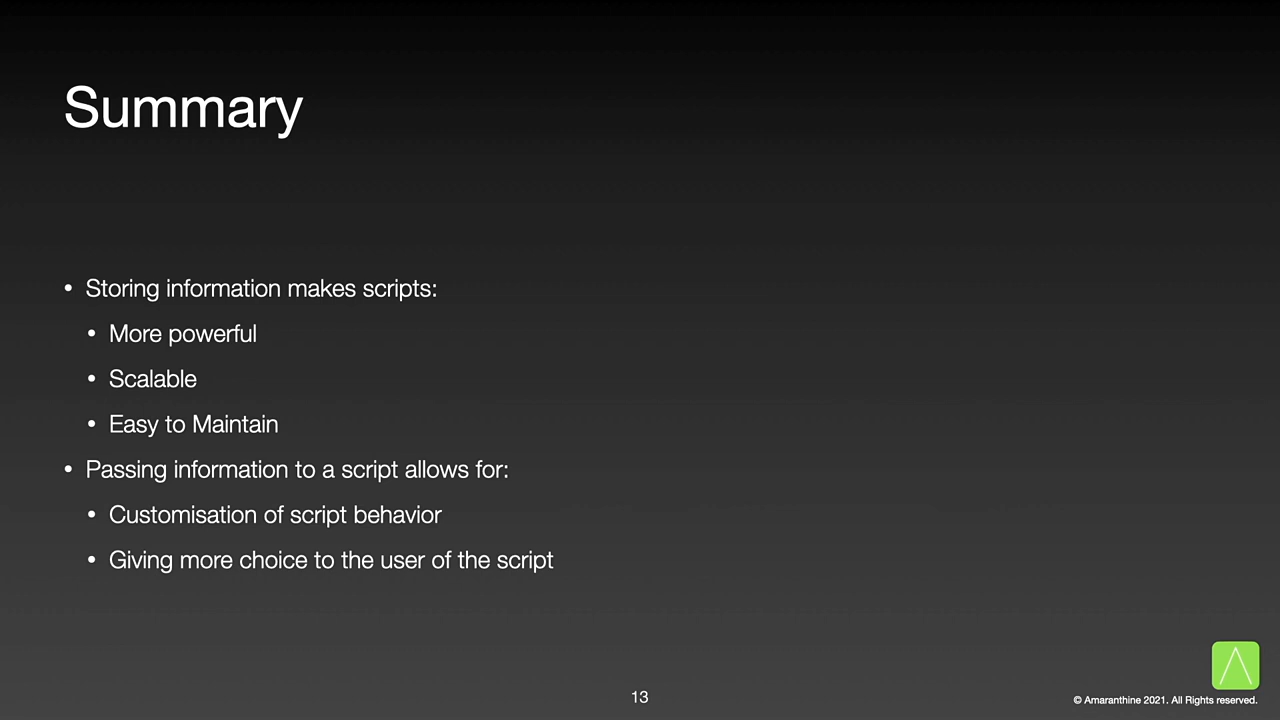 Summary
• Storing information makes scripts:
• More powerful
• Scalable
• Easy to Maintain
• Passing information to a script allows for:
• Customisation of script behavior
• Giving more choice to the user of the script
13
© Amaranthine 2021. All Rights reserved.